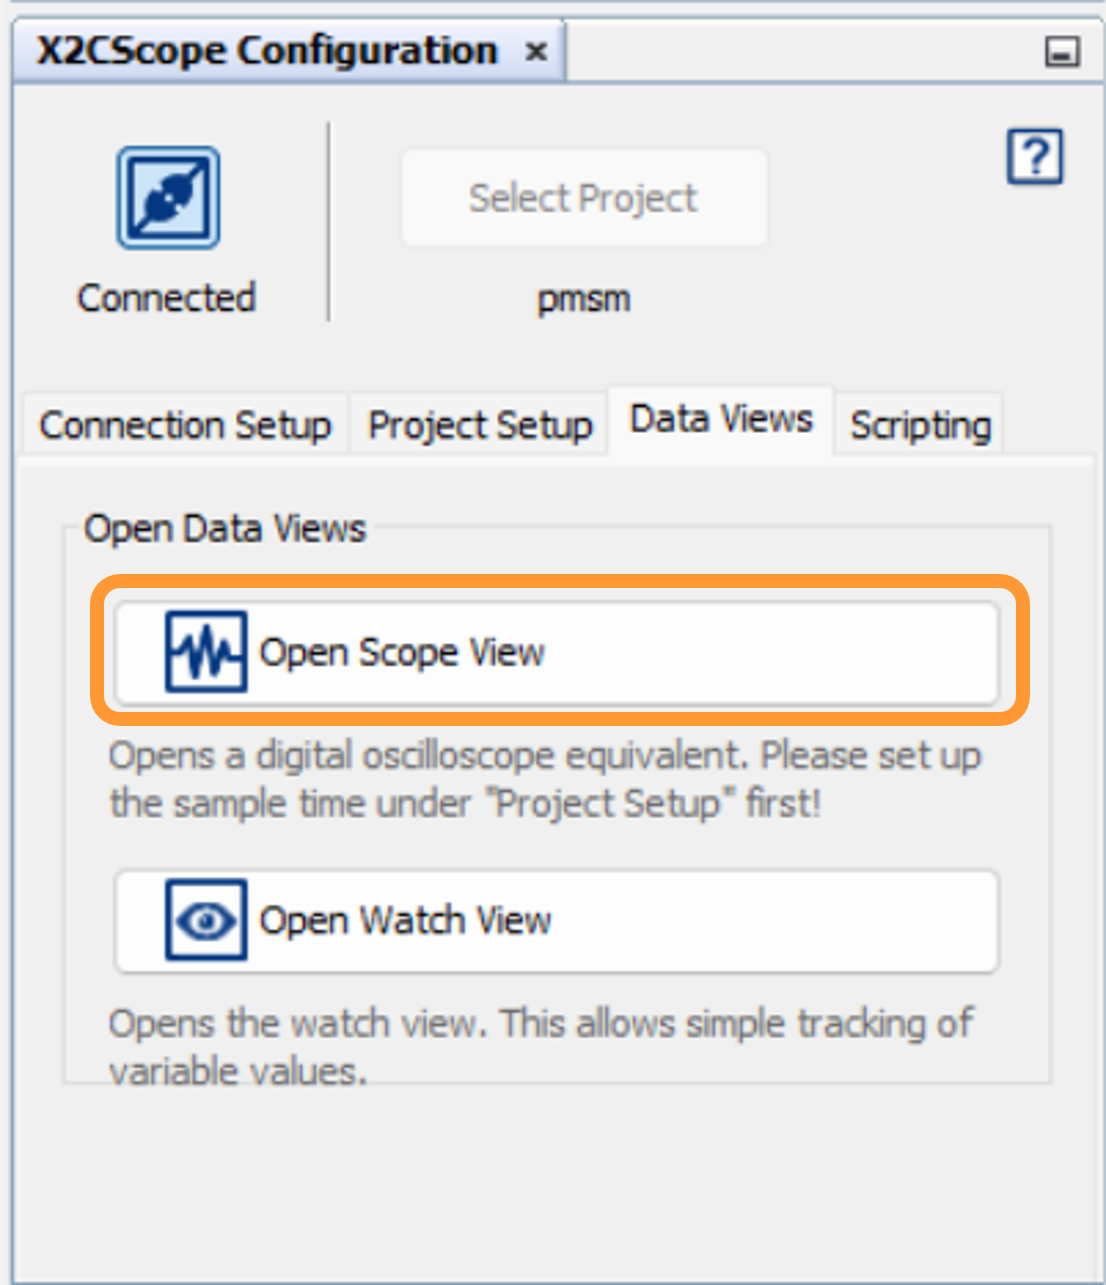 X2CScope Configuration ×
?
Select Project
Connected
pmsm
Connection Setup Project Setup Data Views Scripting
Open Data Views
Open Scope View
Opens a digital oscilloscope equivalent. Please set up
the sample time under "Project Setup" first!
Open Watch View
Opens the watch view. This allows simple tracking of
variable values.